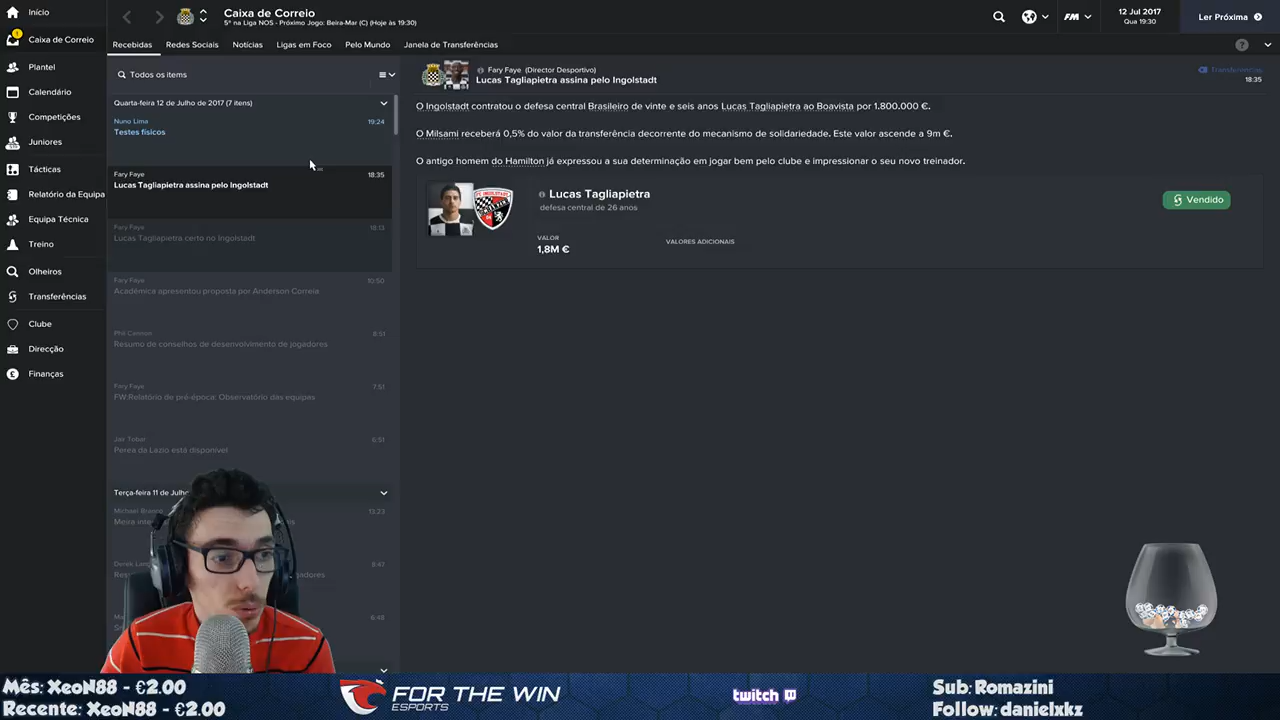 Início
Caixa de Correio
Plantel
Calendário
Competições
Juniores
Tácticas
Relatório da Equipa
Equipa Técnica
Treino
Olheiros
Transferências
Clube
Direcção
Finanças
Caixa de Correio
5º na Liga NOS - Próximo Jogo: Beira-Mar (C) (Hoje às 19:30)
FM
12 Jul 2017
Qua 19:30
Ler Próxima
Recebidas
Redes Sociais
Notícias
Ligas em Foco
Pelo Mundo
Janela de Transferências
Todos os itens
Quarta-feira 12 de Julho de 2017 (7 itens)
Nuno Lima 19:24
Testes físicos
Fary Faye 18:35
Lucas Tagliapietra assina pelo Ingolstadt
Fary Faye 18:13
Lucas Tagliapietra certo no Ingolstadt
Fary Faye 10:50
Académica apresentou proposta por Anderson Correia
Phil Cannon 8:51
Resumo de conselhos de desenvolvimento de jogadores
Fary Faye 7:51
FW:Relatório de pré-época: Observatório das equipas
Jair Tobar 6:51
Perea da Lazio está disponível
Terça-feira 11 de Julho
13:23
8:47
6:48
Fary Faye (Director Desportivo)
Lucas Tagliapietra assina pelo Ingolstadt
Transferências
18:35
O Ingolstadt contratou o defesa central Brasileiro de vinte e seis anos Lucas Tagliapietra ao Boavista por 1.800.000 €.
O Milsami receberá 0,5% do valor da transferência decorrente do mecanismo de solidariedade. Este valor ascende a 9m €.
O antigo homem do Hamilton já expressou a sua determinação em jogar bem pelo clube e impressionar o seu novo treinador.
Lucas Tagliapietra
defesa central de 26 anos
Vendido
VALOR
1,8M €
VALORES ADICIONAIS
Mês: XeoN88 - €2.00
Recente: XeoN88 - €2.00
FOR THE WIN
ESPORTS
twitch
Sub: Romazini
Follow: danielxkz